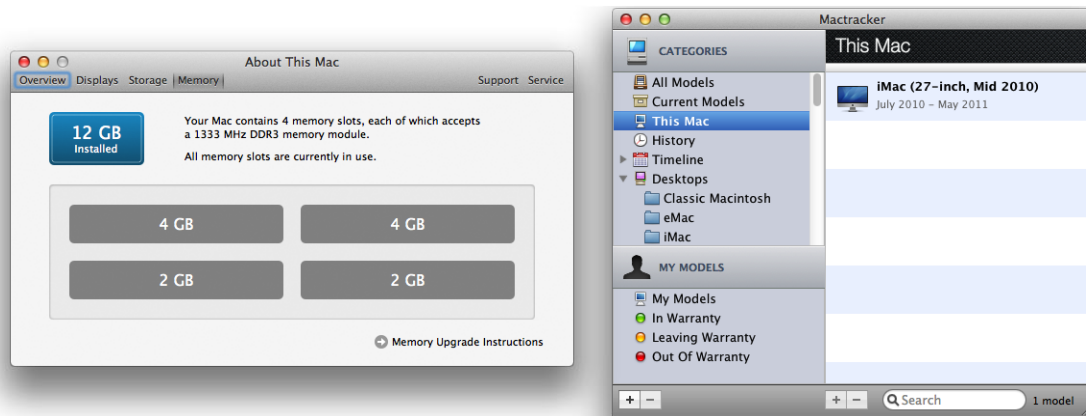 About This Mac
Overview Displays Storage Memory Support Service
12 GB
Installed
Your Mac contains 4 memory slots, each of which accepts
a 1333 MHz DDR3 memory module.
All memory slots are currently in use.
4 GB 4 GB
2 GB 2 GB
Memory Upgrade Instructions
Mactracker
CATEGORIES
All Models
Current Models
This Mac
History
Timeline
Desktops
Classic Macintosh
eMac
iMac
MY MODELS
My Models
In Warranty
Leaving Warranty
Out Of Warranty
This Mac
iMac (27-inch, Mid 2010)
July 2010 – May 2011
Search 1 model